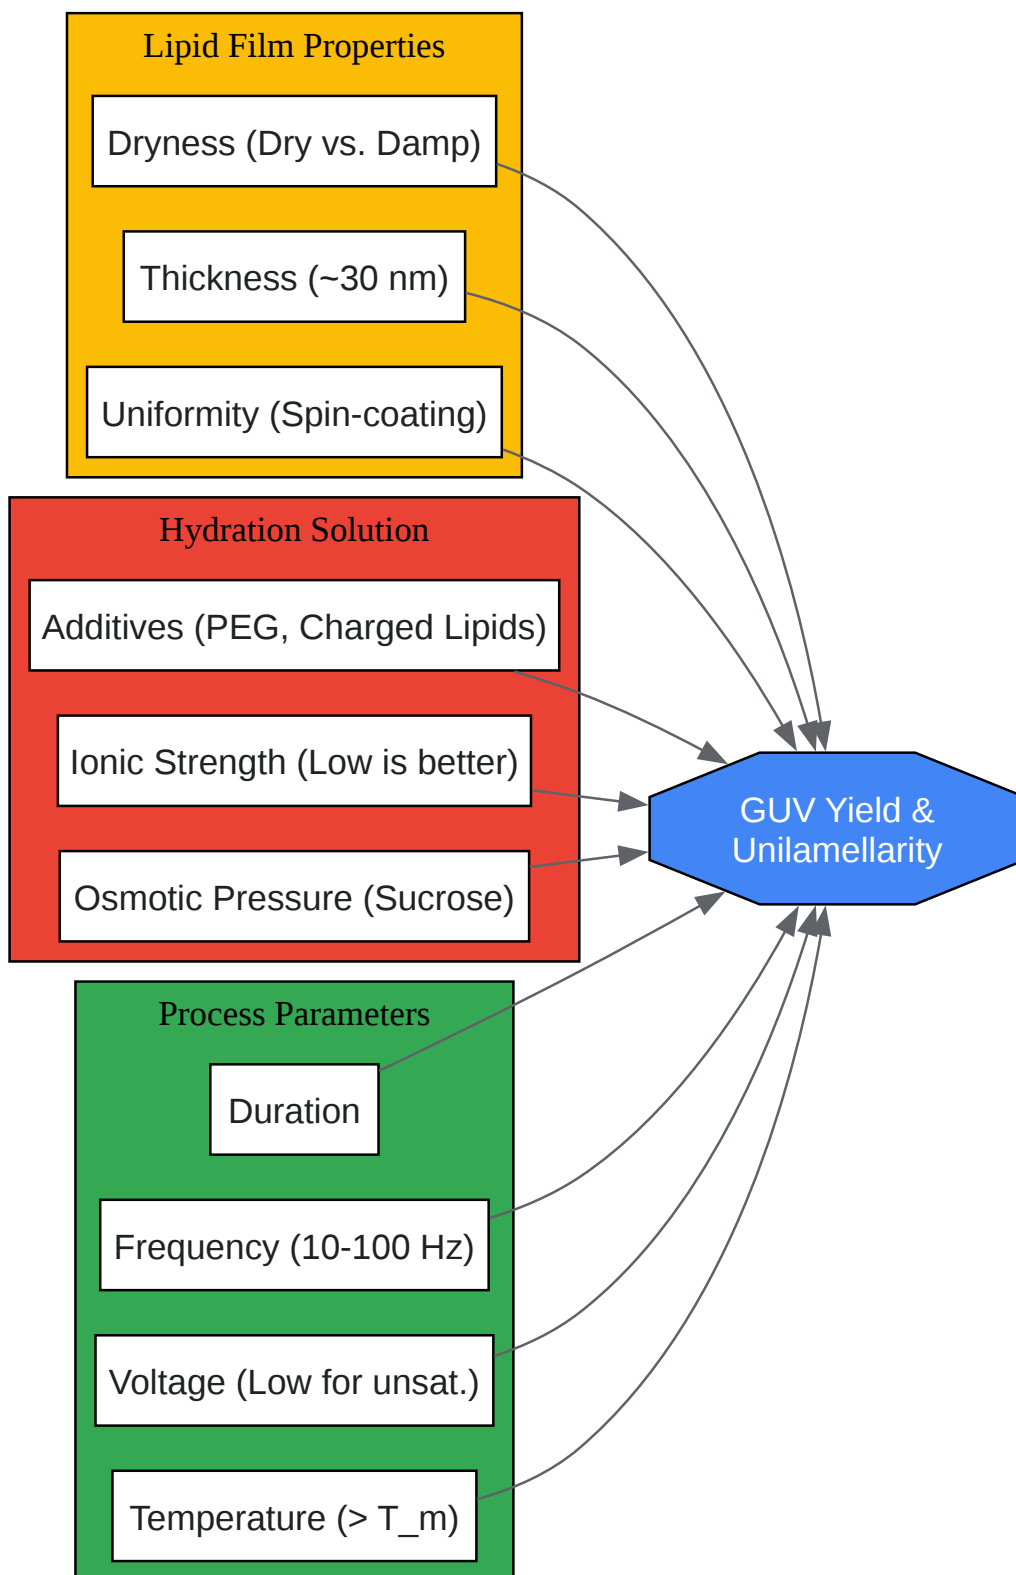 Lipid Film Properties
Dryness (Dry vs. Damp)
Thickness (~30 nm)
Uniformity (Spin-coating)
Hydration Solution
Additives (PEG, Charged Lipids)
Ionic Strength (Low is better)
Osmotic Pressure (Sucrose)
Process Parameters
Duration
Frequency (10-100 Hz)
Voltage (Low for unsat.)
Temperature (> T_m)
GUV Yield &
Unilamellarity